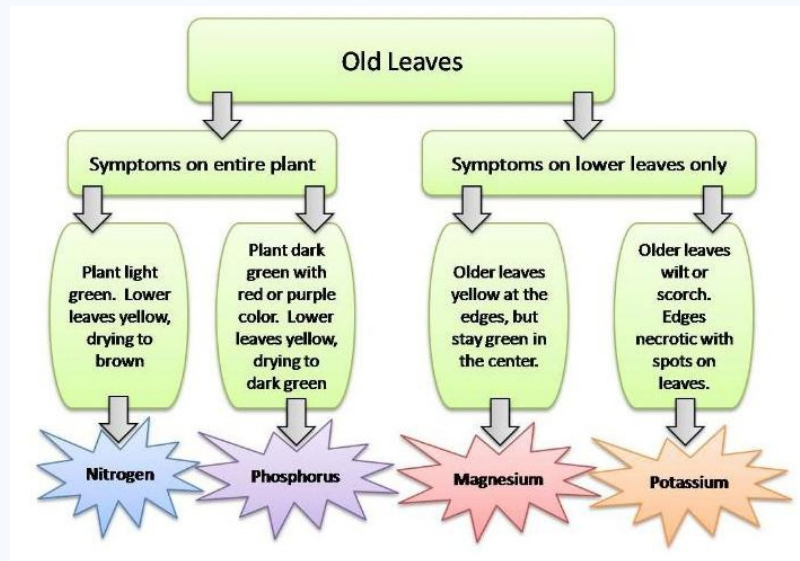 Old Leaves
Symptoms on entire plant
Symptoms on lower leaves only
Plant light
green. Lower
leaves yellow,
drying to
brown
Plant dark
green with
red or purple
color. Lower
leaves yellow,
drying to
dark green
Older leaves
yellow at the
edges, but
stay green in
the center.
Older leaves
wilt or
scorch.
Edges
necrotic with
spots on
leaves.
Nitrogen
Phosphorus
Magnesium
Potassium